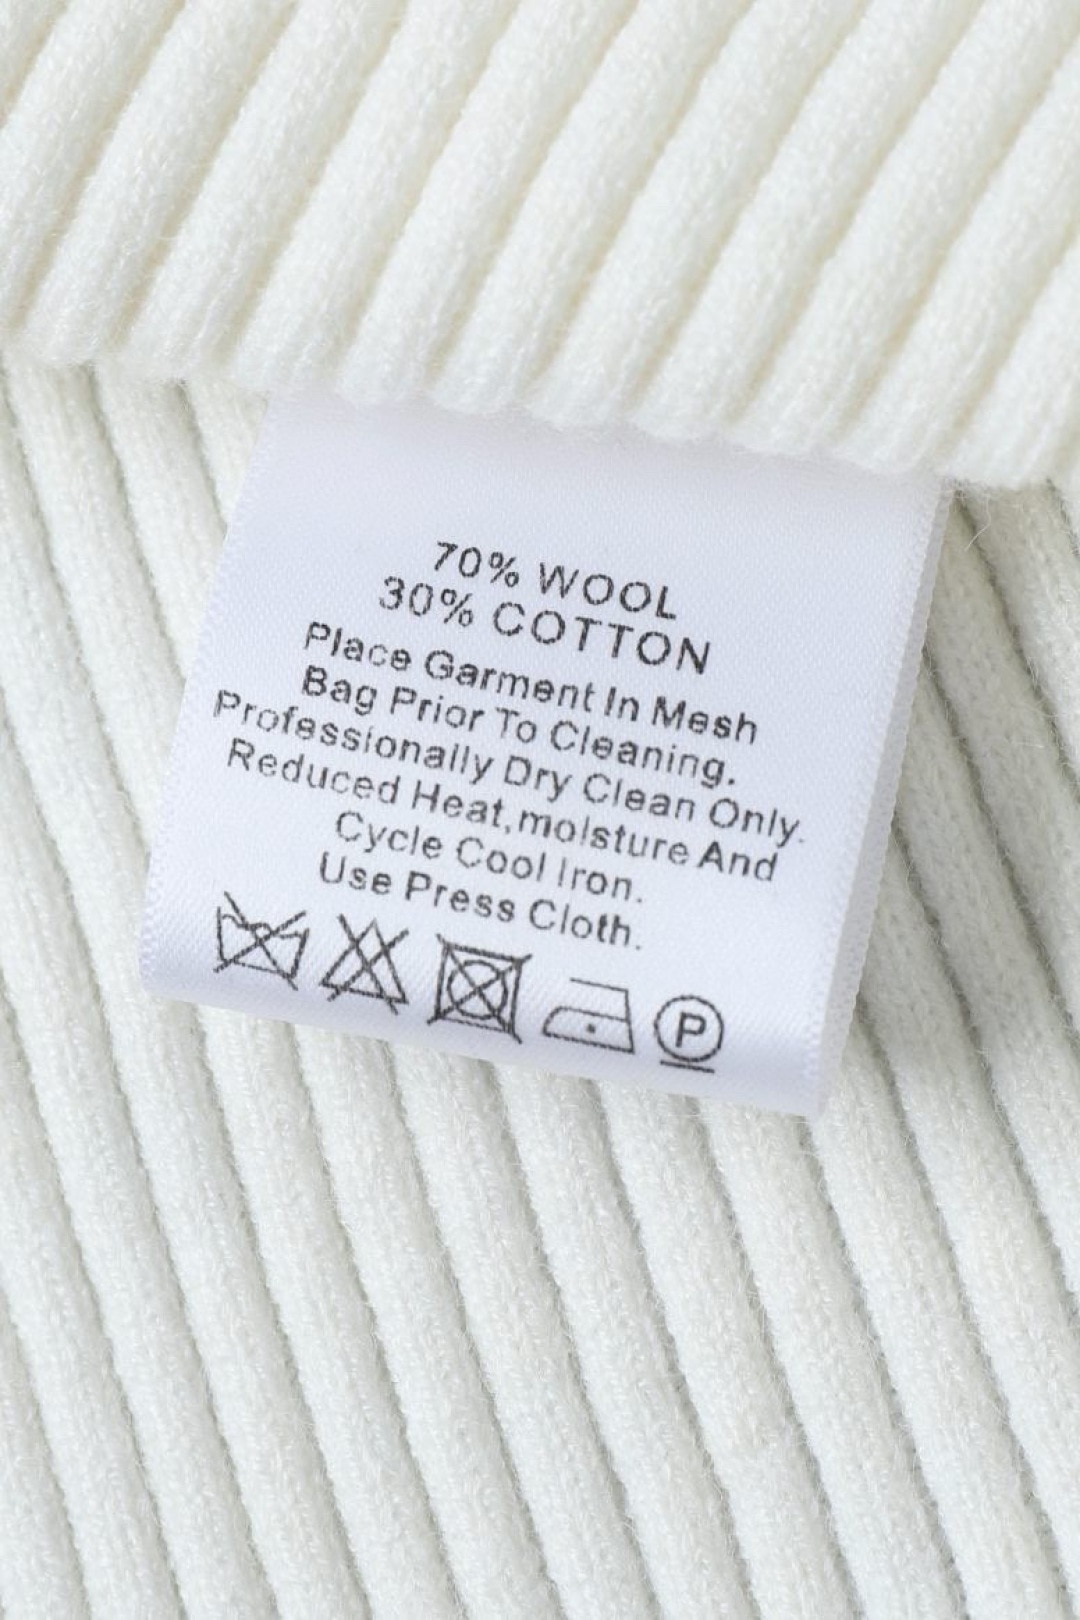 70% WOOL
30% COTTON
Place Garment In Mesh
Bag Prior To Cleaning.
Professionally Dry Clean Only.
Reduced Heat,moisture And
Cycle Cool Iron.
Use Press Cloth.
P